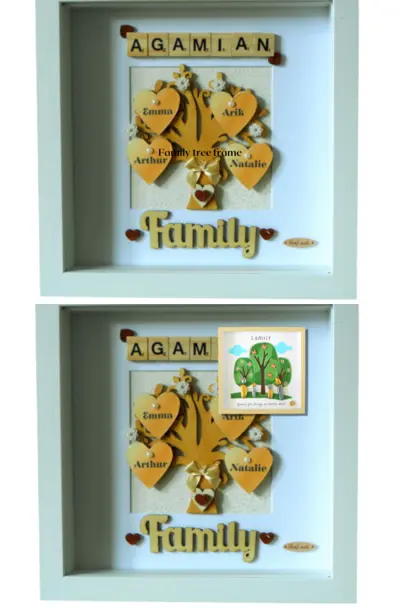 AGAMIAN
Emma
Arik
Family tree frame
Arthur
Natalie
Family
AGAM
FAMILY
Emma
Arthur
Natalie
Family